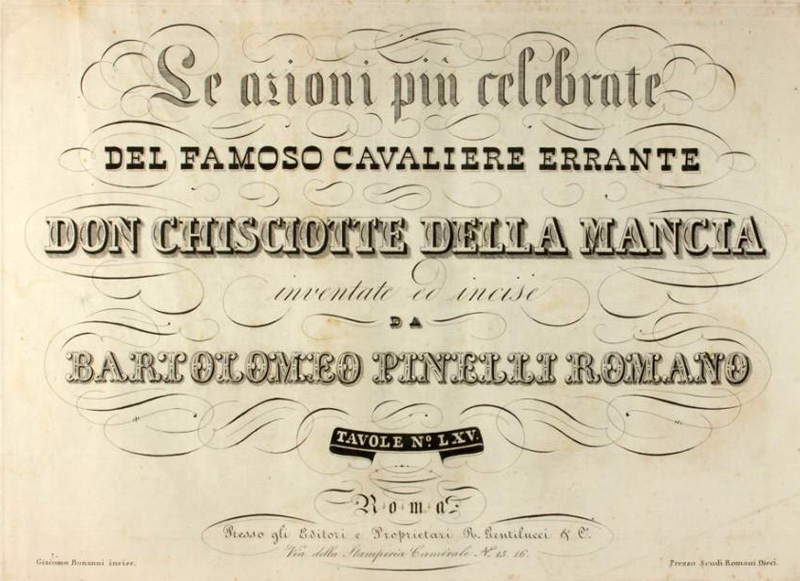 Le azioni più celebrate
DEL FAMOSO CAVALIERE ERRANTE
DON CHISCIOTTE DELLA MANCIA
inventate ed incise
DA
BARTOLOMEO PINELLI ROMANO
TAVOLE No. LXV.
Roma
Presso gli Editori e Proprietari R. Gentilucci & C.
Via della Stamperia Camerale N. 15. 16.
Giacomo Bonanni incise.
Prezzo Scudi Romani Dieci.